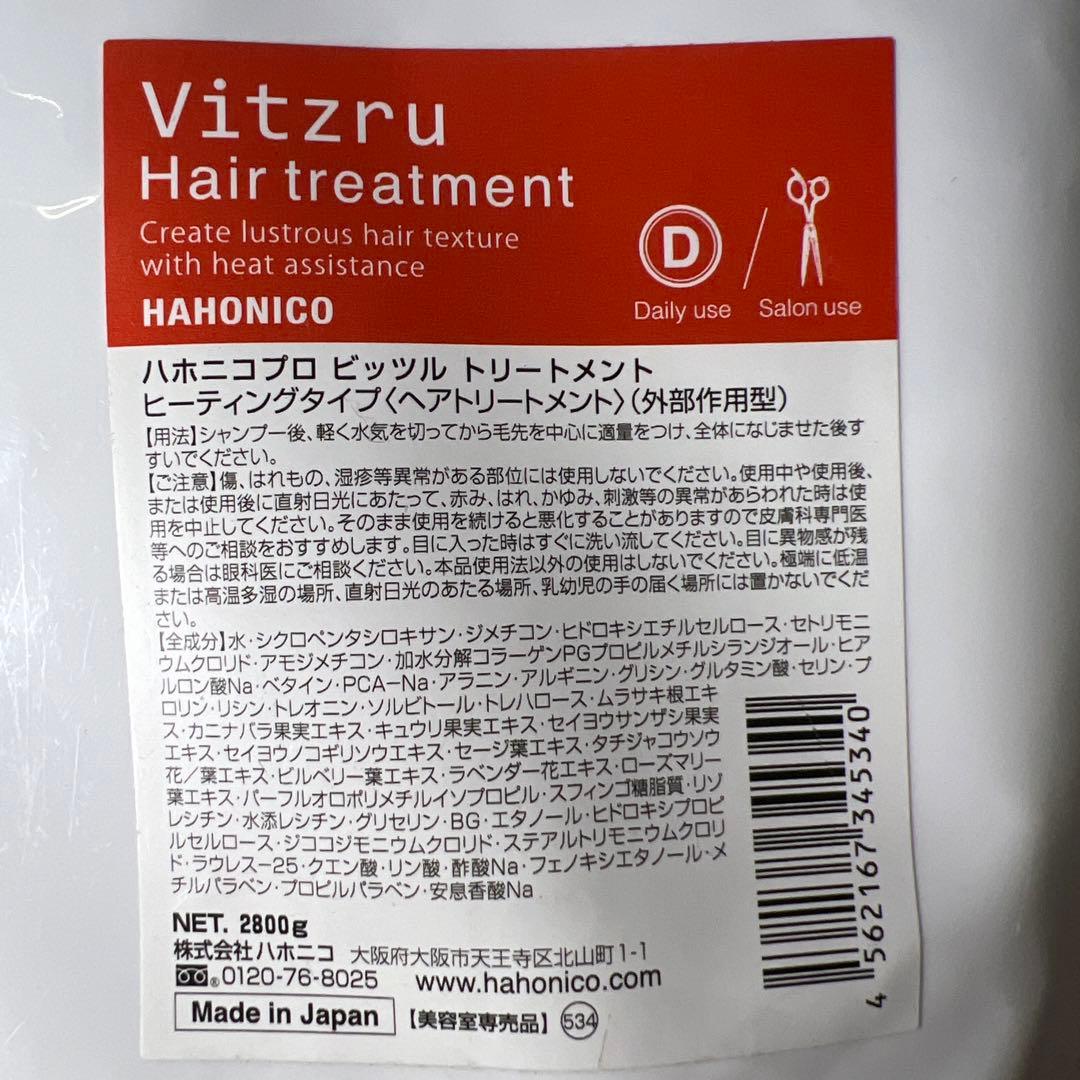 Vitzru
Hair treatment
Create lustrous hair texture
with heat assistance
HAHONICO
D
Daily use
Salon use
ハホニコプロ ビッツル トリートメント
ヒーティングタイプ〈ヘアトリートメント〉(外部作用型)
【用法】シャンプー後、軽く水気を切ってから毛先を中心に適量をつけ、全体になじませた後す
すいでください。
【ご注意】傷、はれもの、湿疹等異常がある部位には使用しないでください。使用中や使用後、
または使用後に直射日光にあたって、赤み、はれ、かゆみ、刺激等の異常があらわれた時は使
用を中止してください。そのまま使用を続けると悪化することがありますので皮膚科専門医
等へのご相談をおすすめします。目に入った時はすぐに洗い流してください。目に異物感が残
る場合は眼科医にご相談ください。本品使用法以外の使用はしないでください。極端に低温
または高温多湿の場所、直射日光のあたる場所、乳幼児の手の届く場所には置かないでくだ
さい。
【全成分】水・シクロペンタシロキサン・ジメチコン・ヒドロキシエチルセルロース・セトリモニ
ウムクロリド・アモジメチコン・加水分解コラーゲンPGプロピルメチルシランジオール・ヒア
ルロン酸Na・ベタイン・PCA-Na・アラニン・アルギニン・グリシン・グルタミン酸・セリン・プ
ロリン・リシン・トレオニン・ソルビトール・トレハロース・ムラサキ根エキ
ス・カニナバラ果実エキス・キュウリ果実エキス・セイヨウサンザシ果実
エキス・セイヨウノコギリソウエキス・セージ葉エキス・タチジャコウソウ
花／葉エキス・ビルベリー葉エキス・ラベンダー花エキス・ローズマリー
葉エキス・パーフルオロポリメチルイソプロピル・スフィンゴ糖脂質・リゾ
レシチン・水添レシチン・グリセリン・BG・エタノール・ヒドロキシプロピ
ルセルロース・ジココジモニウムクロリド・ステアルトリモニウムクロリ
ド・ラウレス-25・クエン酸・リン酸・酢酸Na・フェノキシエタノール・メ
チルパラベン・プロピルパラベン・安息香酸Na
NET. 2800g
株式会社ハホニコ 大阪府大阪市天王寺区北山町1-1
0120-76-8025 www.hahonico.com
Made in Japan 【美容室専売品】 534
4 562167 345340